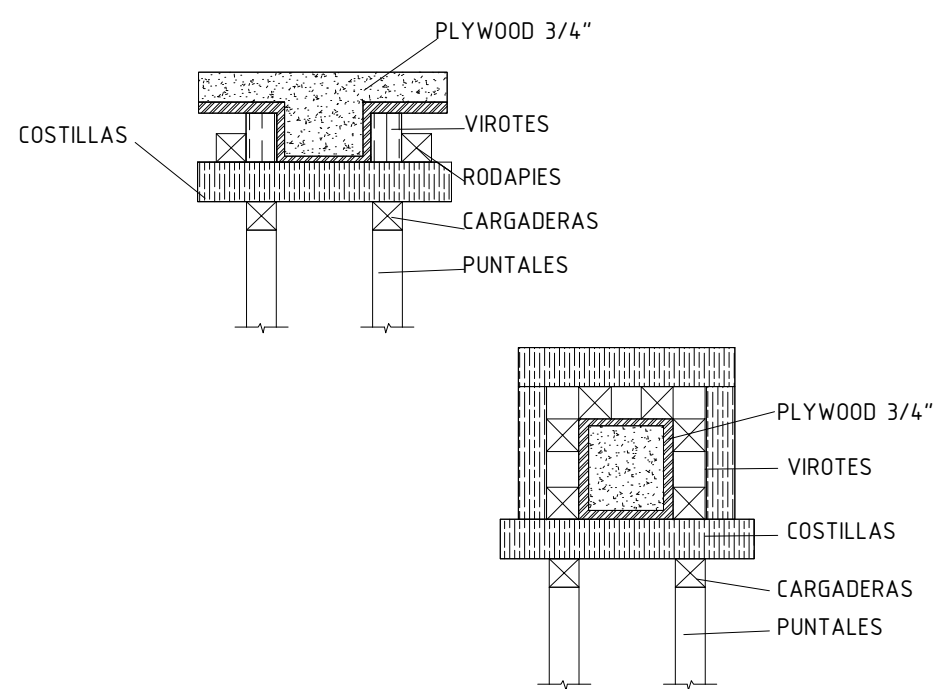 PLYWOOD 3/4"
COSTILLAS
VIROTES
RODAPIES
CARGADERAS
PUNTALES
PLYWOOD 3/4"
VIROTES
COSTILLAS
CARGADERAS
PUNTALES